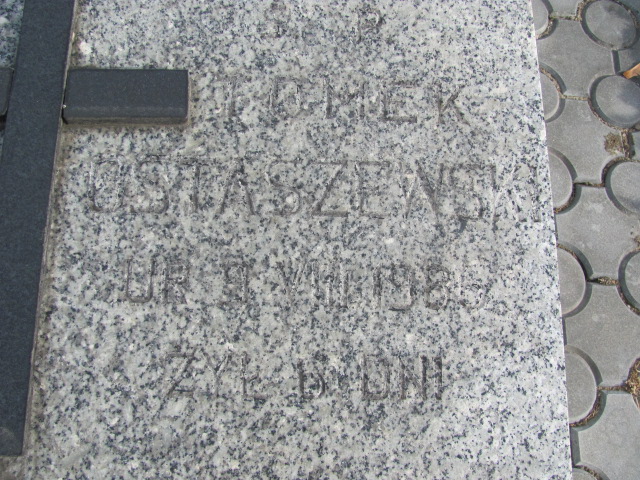 Ś P
TOMEK
OSTASZEWSKI
UR 9 VIII 1985
ŻYŁ DNI